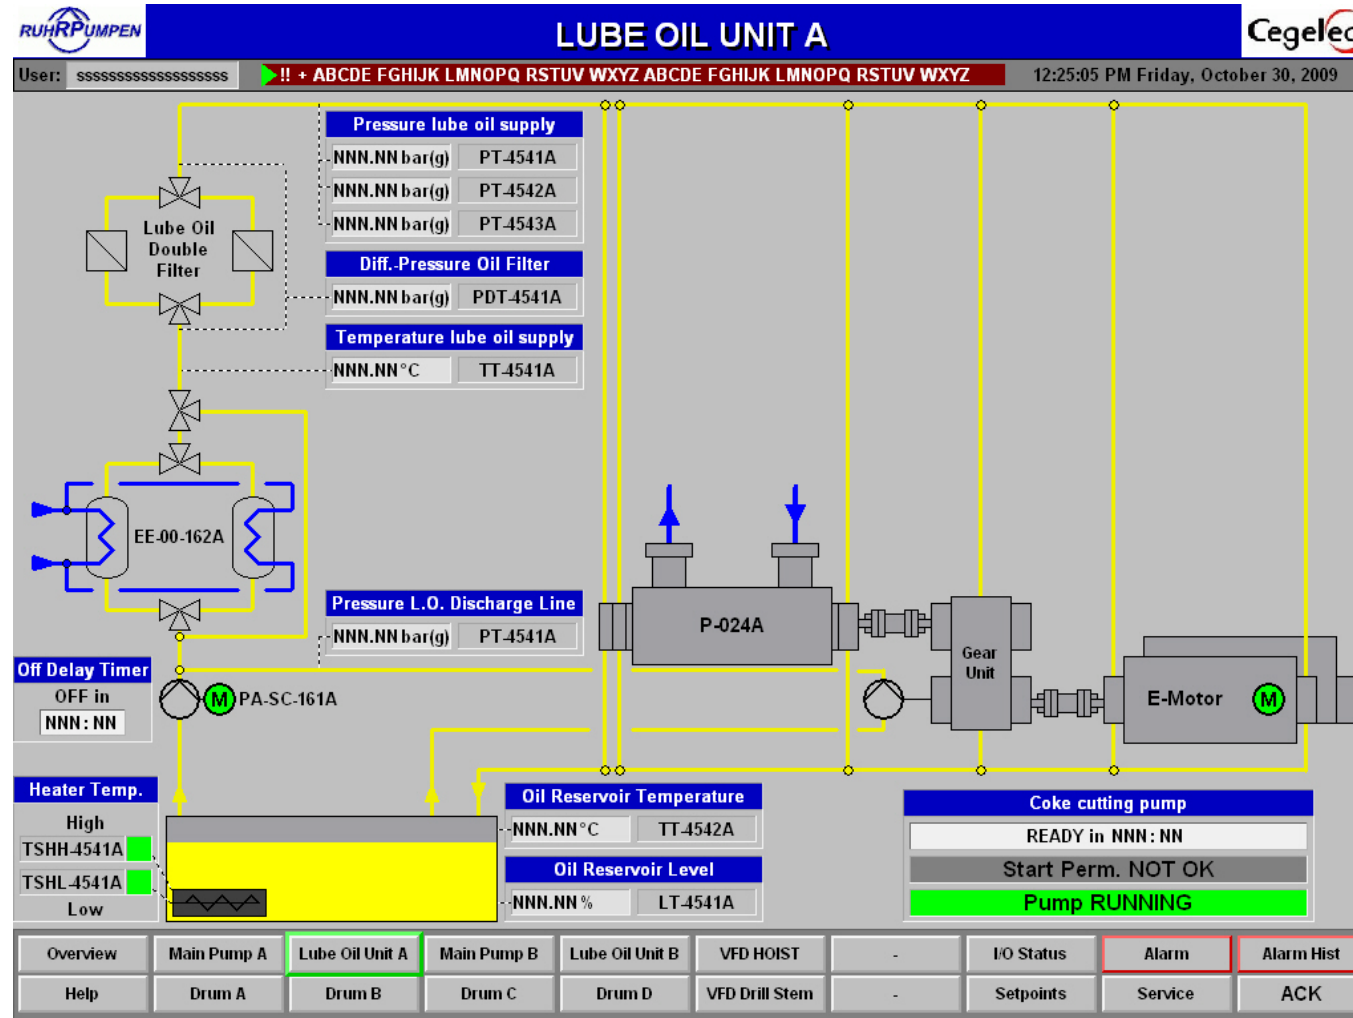 RUHRPUMPEN
LUBE OIL UNIT A
Cegelec
User: ssssssssssssssssssss
!! + ABCDE FGHIJK LMNOPQ RSTUV WXYZ ABCDE FGHIJK LMNOPQ RSTUV WXYZ
12:25:05 PM Friday, October 30, 2009
Pressure lube oil supply
NNN.NN bar(g) PT-4541A
NNN.NN bar(g) PT-4542A
NNN.NN bar(g) PT-4543A
Lube Oil
Double
Filter
Diff.-Pressure Oil Filter
NNN.NN bar(g) PDT-4541A
Temperature lube oil supply
NNN.NN °C TT-4541A
EE-00-162A
Pressure L.O. Discharge Line
NNN.NN bar(g) PT-4541A
P-024A
Gear
Unit
E-Motor M
Off Delay Timer
OFF in
NNN : NN
M PA-SC-161A
Heater Temp.
High
TSHH-4541A
TSHL-4541A
Low
Oil Reservoir Temperature
NNN.NN °C TT-4542A
Oil Reservoir Level
NNN.NN % LT-4541A
Coke cutting pump
READY in NNN : NN
Start Perm. NOT OK
Pump RUNNING
Overview Main Pump A Lube Oil Unit A Main Pump B Lube Oil Unit B VFD HOIST - I/O Status Alarm Alarm Hist
Help Drum A Drum B Drum C Drum D VFD Drill Stem - Setpoints Service ACK